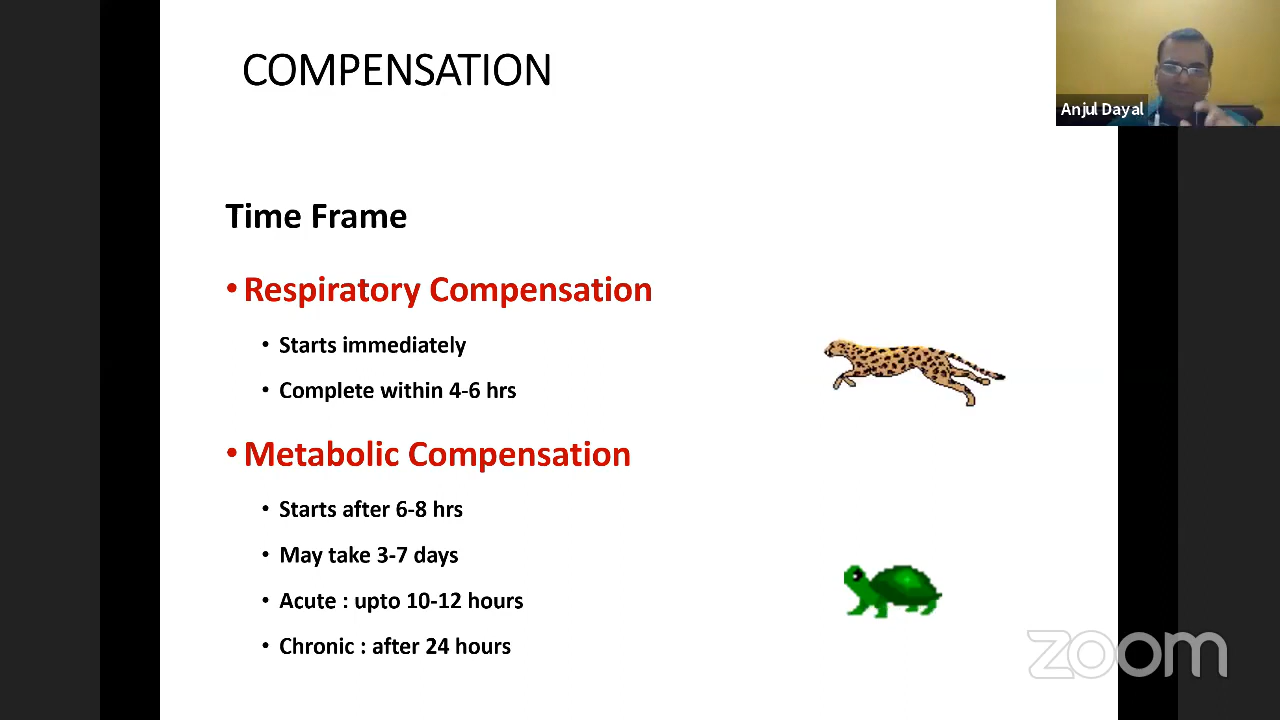 COMPENSATION
Anjul Dayal
Time Frame
• Respiratory Compensation
• Starts immediately
• Complete within 4-6 hrs
• Metabolic Compensation
• Starts after 6-8 hrs
• May take 3-7 days
• Acute : upto 10-12 hours
• Chronic : after 24 hours
zoom